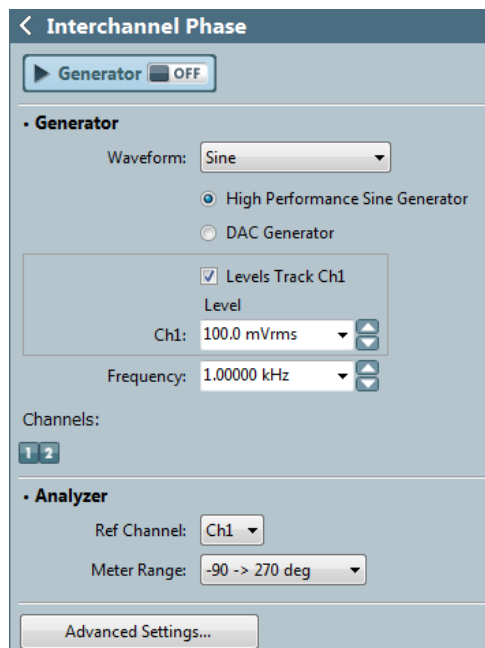 Interchannel Phase
Generator OFF
Generator
Waveform: Sine
High Performance Sine Generator
DAC Generator
Levels Track Ch1
Level
Ch1: 100.0 mVrms
Frequency: 1.00000 kHz
Channels:
1 2
Analyzer
Ref Channel: Ch1
Meter Range: -90 -> 270 deg
Advanced Settings...